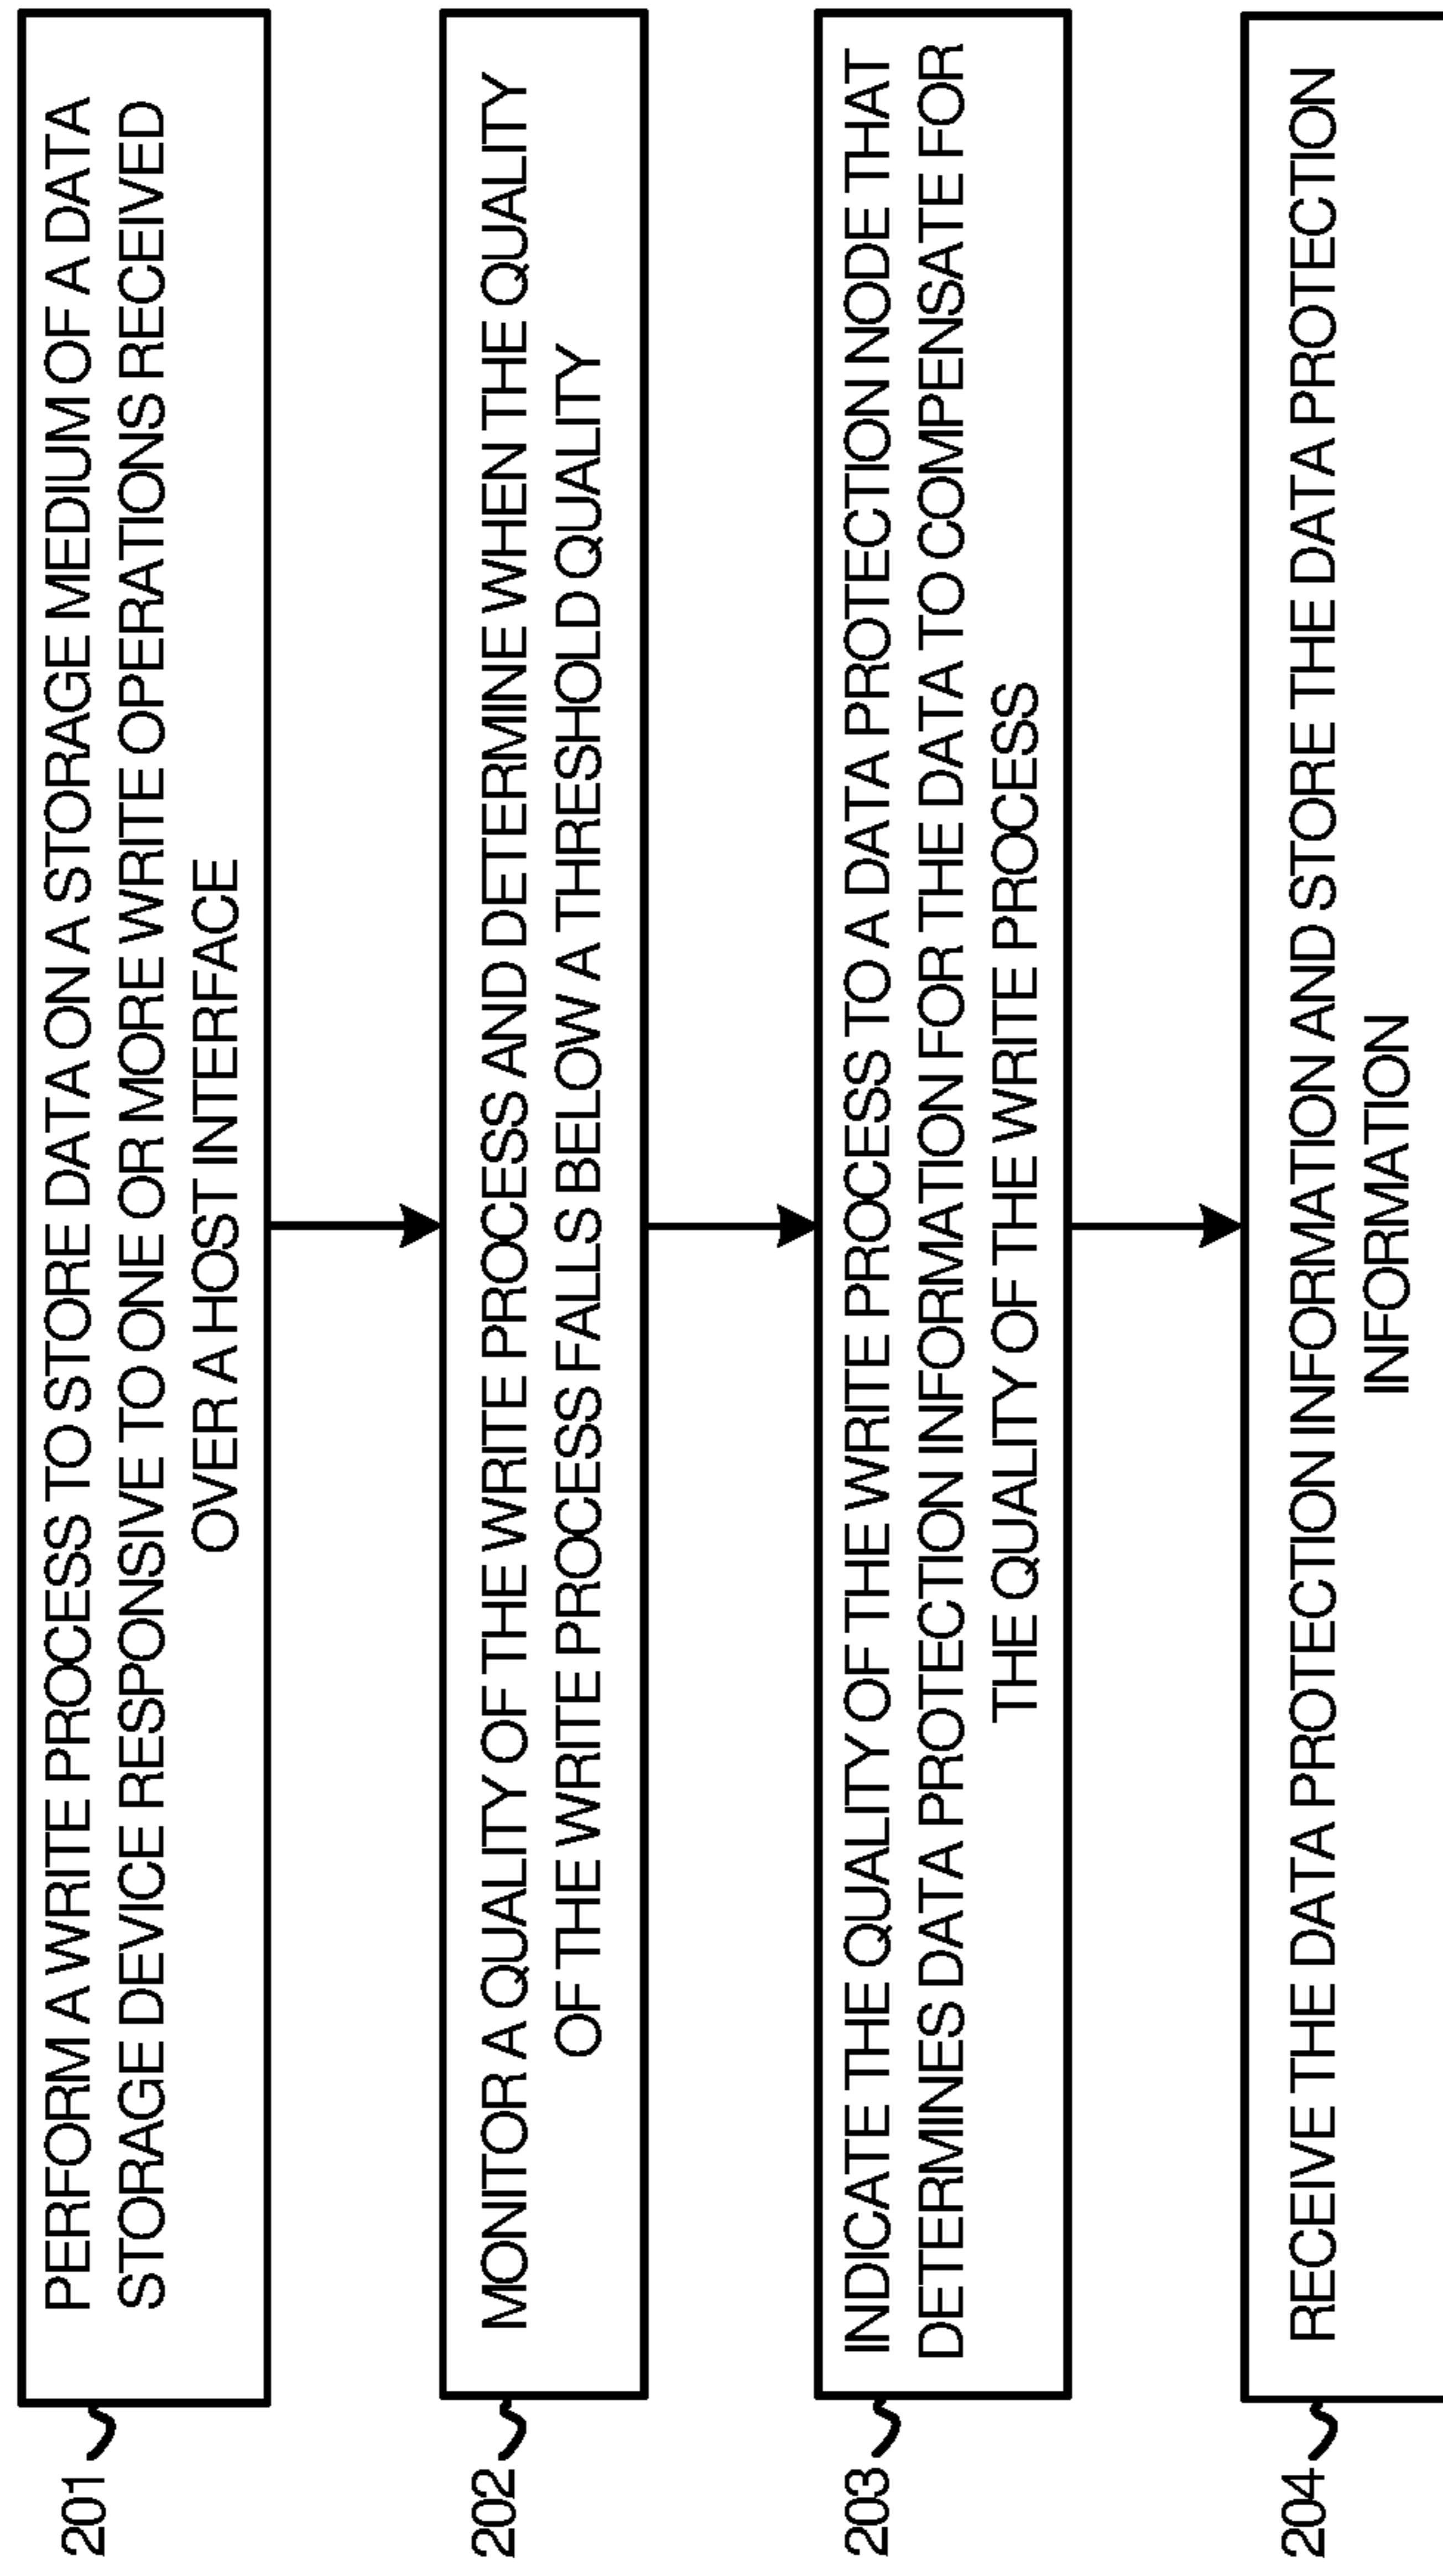 201
PERFORM A WRITE PROCESS TO STORE DATA ON A STORAGE MEDIUM OF A DATA
STORAGE DEVICE RESPONSIVE TO ONE OR MORE WRITE OPERATIONS RECEIVED
OVER A HOST INTERFACE
202
MONITOR A QUALITY OF THE WRITE PROCESS AND DETERMINE WHEN THE QUALITY
OF THE WRITE PROCESS FALLS BELOW A THRESHOLD QUALITY
203
INDICATE THE QUALITY OF THE WRITE PROCESS TO A DATA PROTECTION NODE THAT
DETERMINES DATA PROTECTION INFORMATION FOR THE DATA TO COMPENSATE FOR
THE QUALITY OF THE WRITE PROCESS
204
RECEIVE THE DATA PROTECTION INFORMATION AND STORE THE DATA PROTECTION
INFORMATION